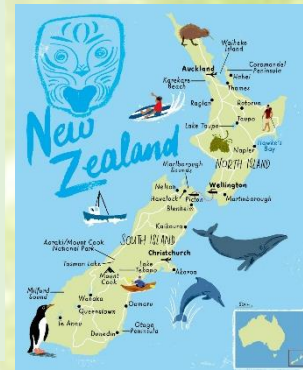 New
Zealand
Waiheke
Island
Coromandel
Peninsula
Auckland
Karekare
Beach
Nahei
Thames
Raglan
Rotorua
Lake Taupo
Taupo
Hawke's
Bay
Napier
NORTH ISLAND
Marlborough
Sounds
Wellington
Nelson
Havelock
Picton
Martinborough
Blenheim
Kaikoura
SOUTH ISLAND
Christchurch
Aoraki/Mount Cook
National Park
Tasman Lake
Lake
Tekapo
Akaroa
Mount
Cook
Milford
Sound
Wanaka
Queenstown
Oamaru
Te Anau
Otago
Peninsula
Dunedin